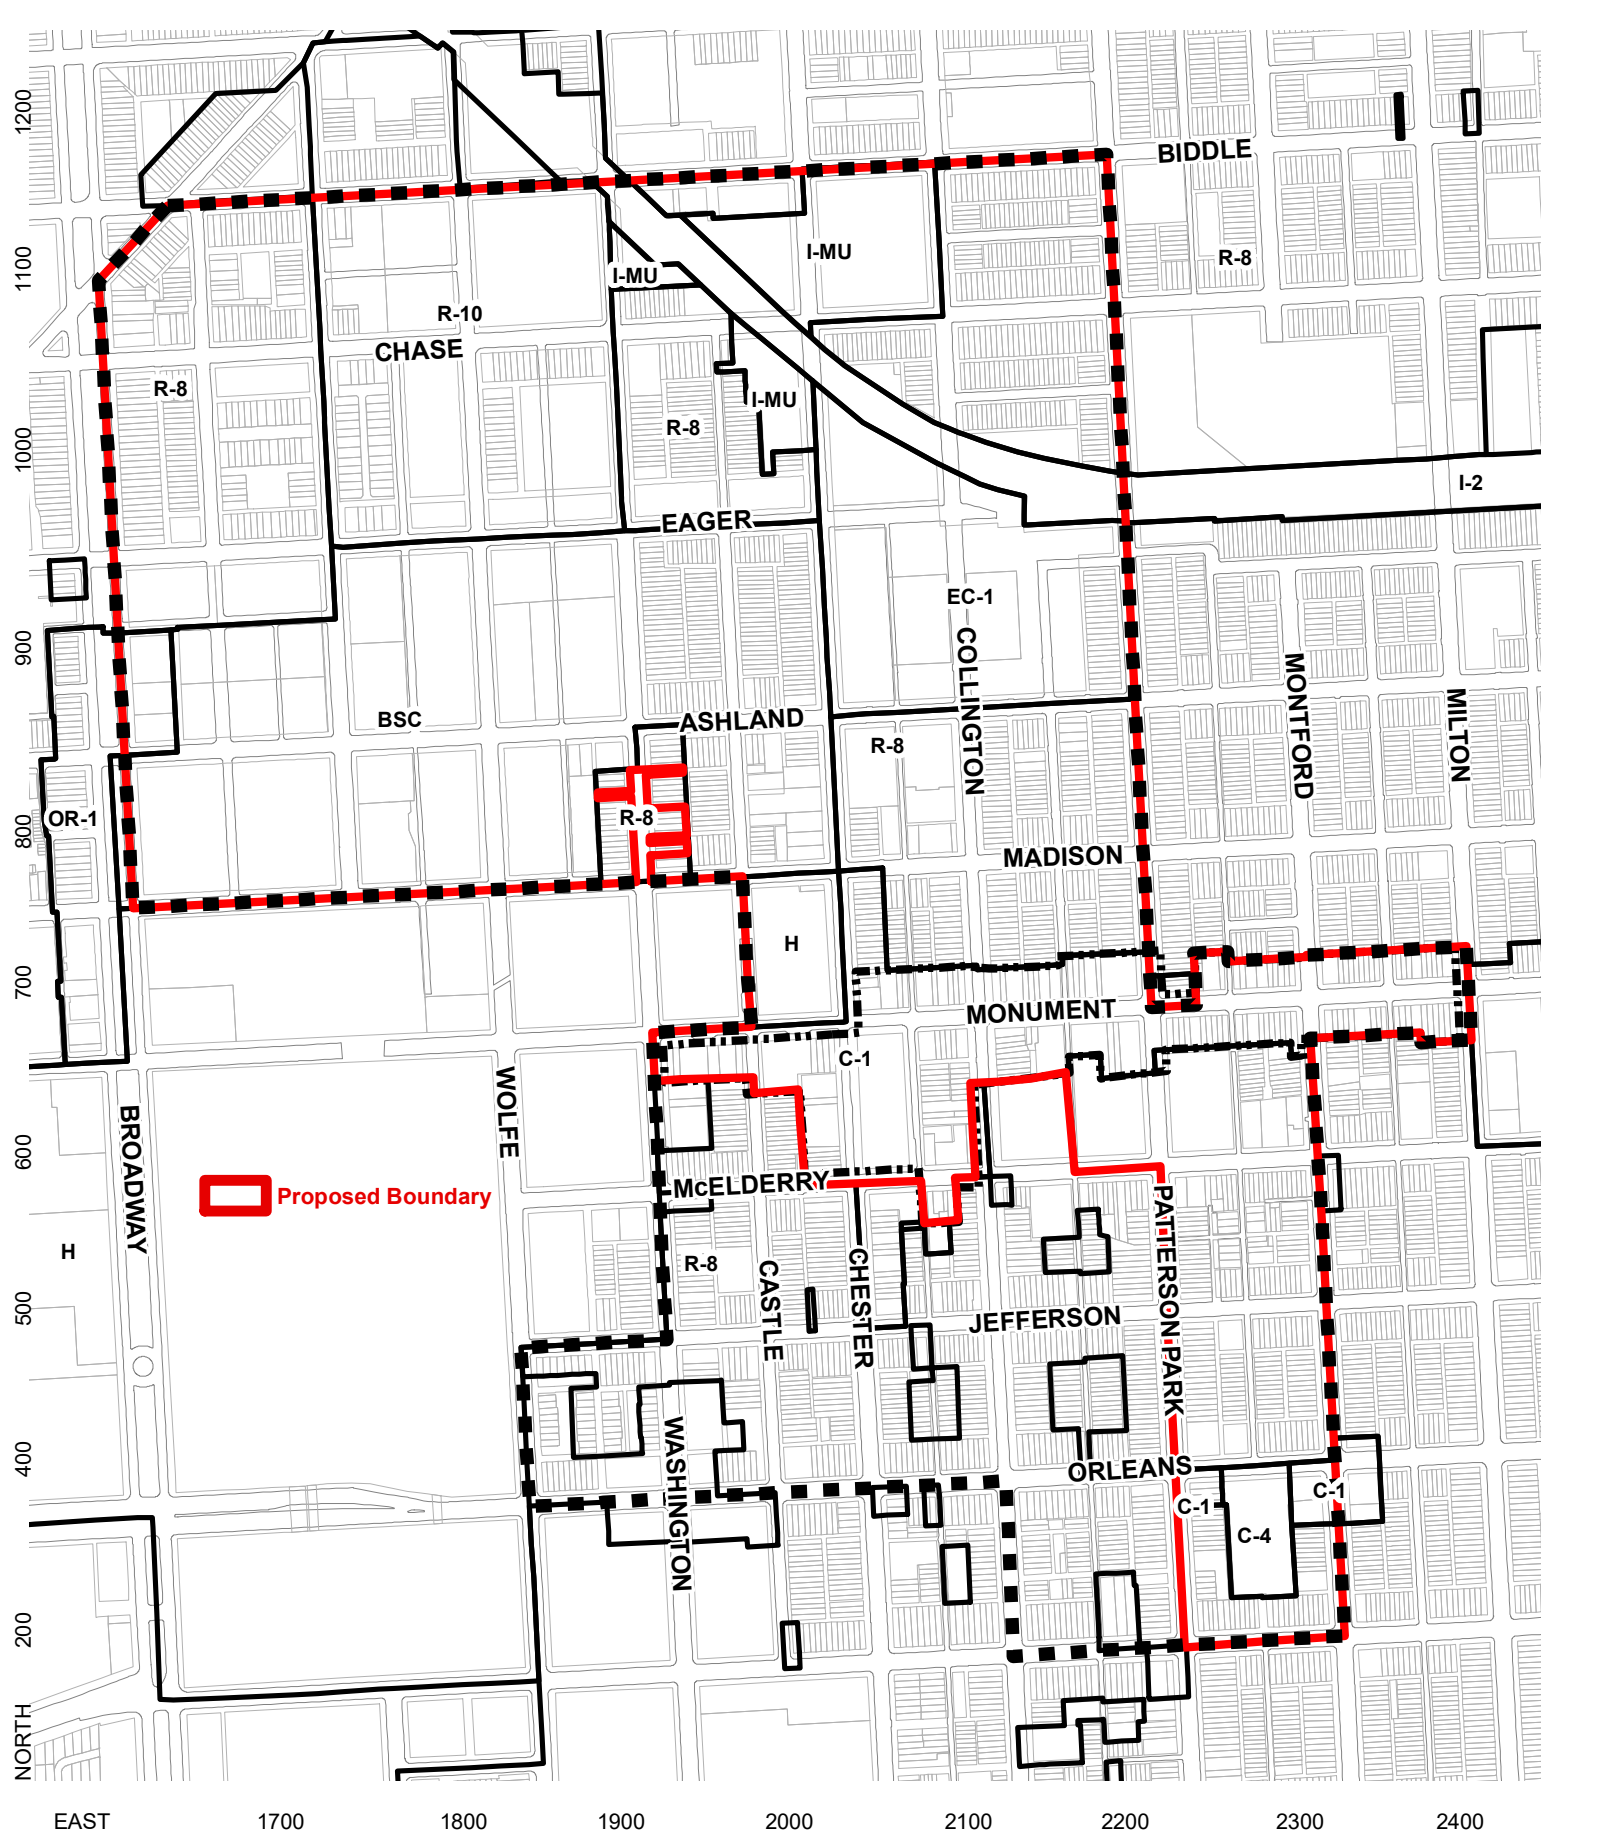 1200
BIDDLE
I-MU
R-8
1100
I-MU
R-10
CHASE
R-8
I-MU
R-8
1000
I-2
EAGER
EC-1
900
COLLINGTON
MONTFORD
MILTON
BSC
ASHLAND
R-8
OR-1
R-8
800
MADISON
H
700
MONUMENT
C-1
WOLFE
BROADWAY
600
McELDERRY
Proposed Boundary
PATTERSON PARK
H
R-8
CASTLE
CHESTER
500
JEFFERSON
WASHINGTON
400
ORLEANS
C-1
C-1
C-4
200
NORTH
EAST 1700 1800 1900 2000 2100 2200 2300 2400